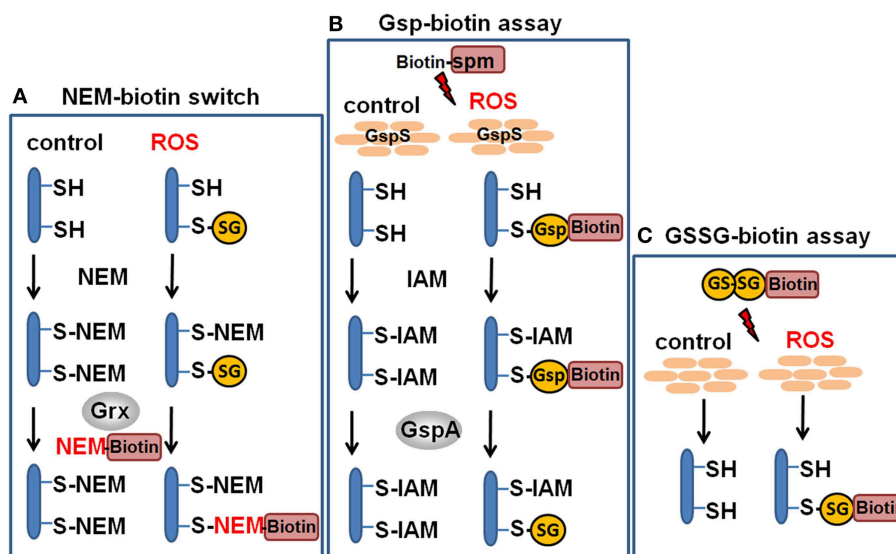 A NEM-biotin switch
control ROS
SH SH
SH S-SG
NEM
S-NEM S-NEM
S-NEM S-SG
Grx
NEM-Biotin
S-NEM S-NEM
S-NEM S-NEM-Biotin
B Gsp-biotin assay
Biotin-spm
control ROS
GspS GspS
SH SH
SH S-Gsp Biotin
IAM
S-IAM S-IAM
S-IAM S-Gsp Biotin
GspA
S-IAM S-IAM
S-IAM S-SG
C GSSG-biotin assay
GS-SG Biotin
control ROS
SH SH
SH S-SG Biotin